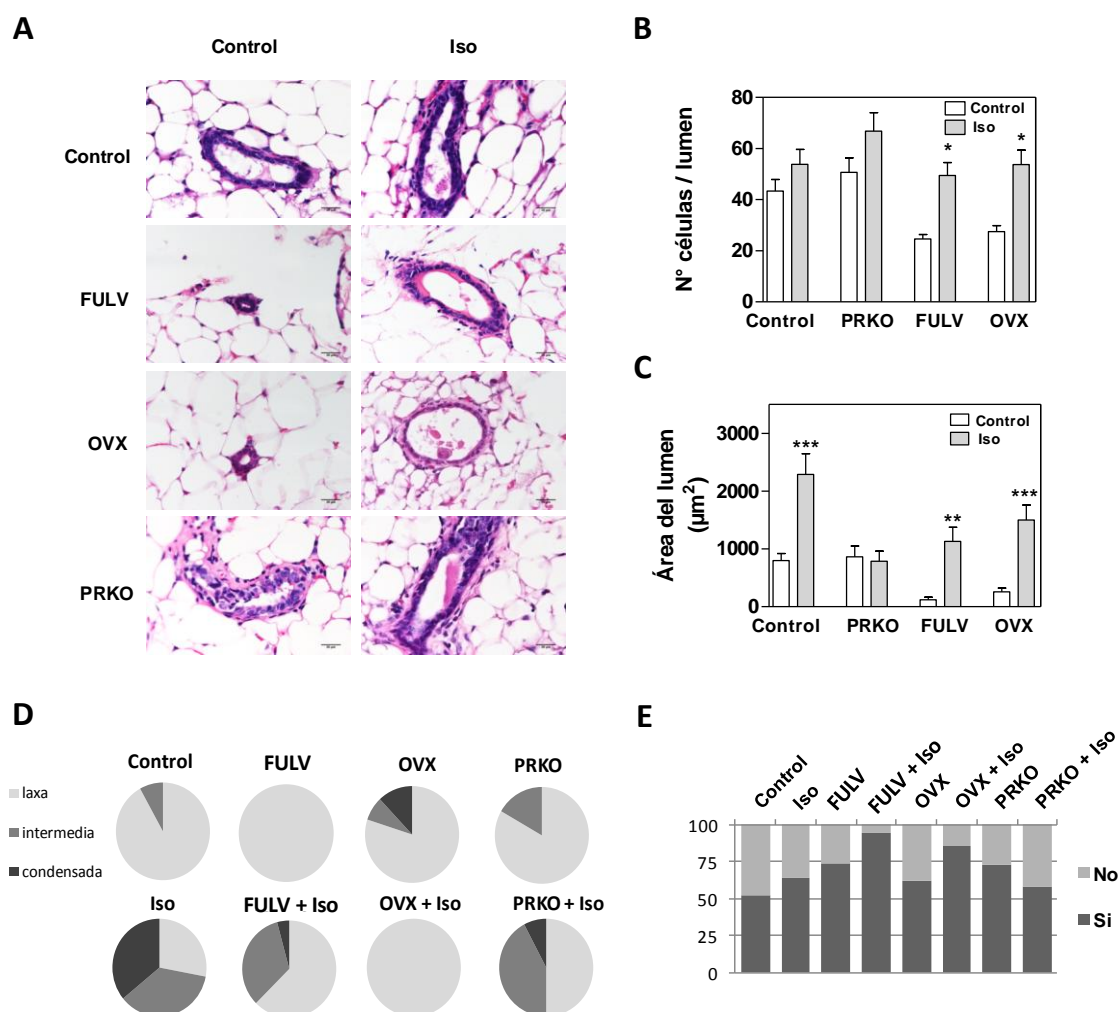 A
Control
Iso
Control
FULV
OVX
PRKO
B
N° células / lumen
80
60
40
20
0
Control
Iso
*
*
Control
PRKO
FULV
OVX
C
Área del lumen
(µm²)
3000
2000
1000
0
Control
Iso
***
**
***
Control
PRKO
FULV
OVX
D
laxa
intermedia
condensada
Control
FULV
OVX
PRKO
Iso
FULV + Iso
OVX + Iso
PRKO + Iso
E
Control
Iso
FULV
FULV + Iso
OVX
OVX + Iso
PRKO
PRKO + Iso
100
75
50
25
0
No
Si